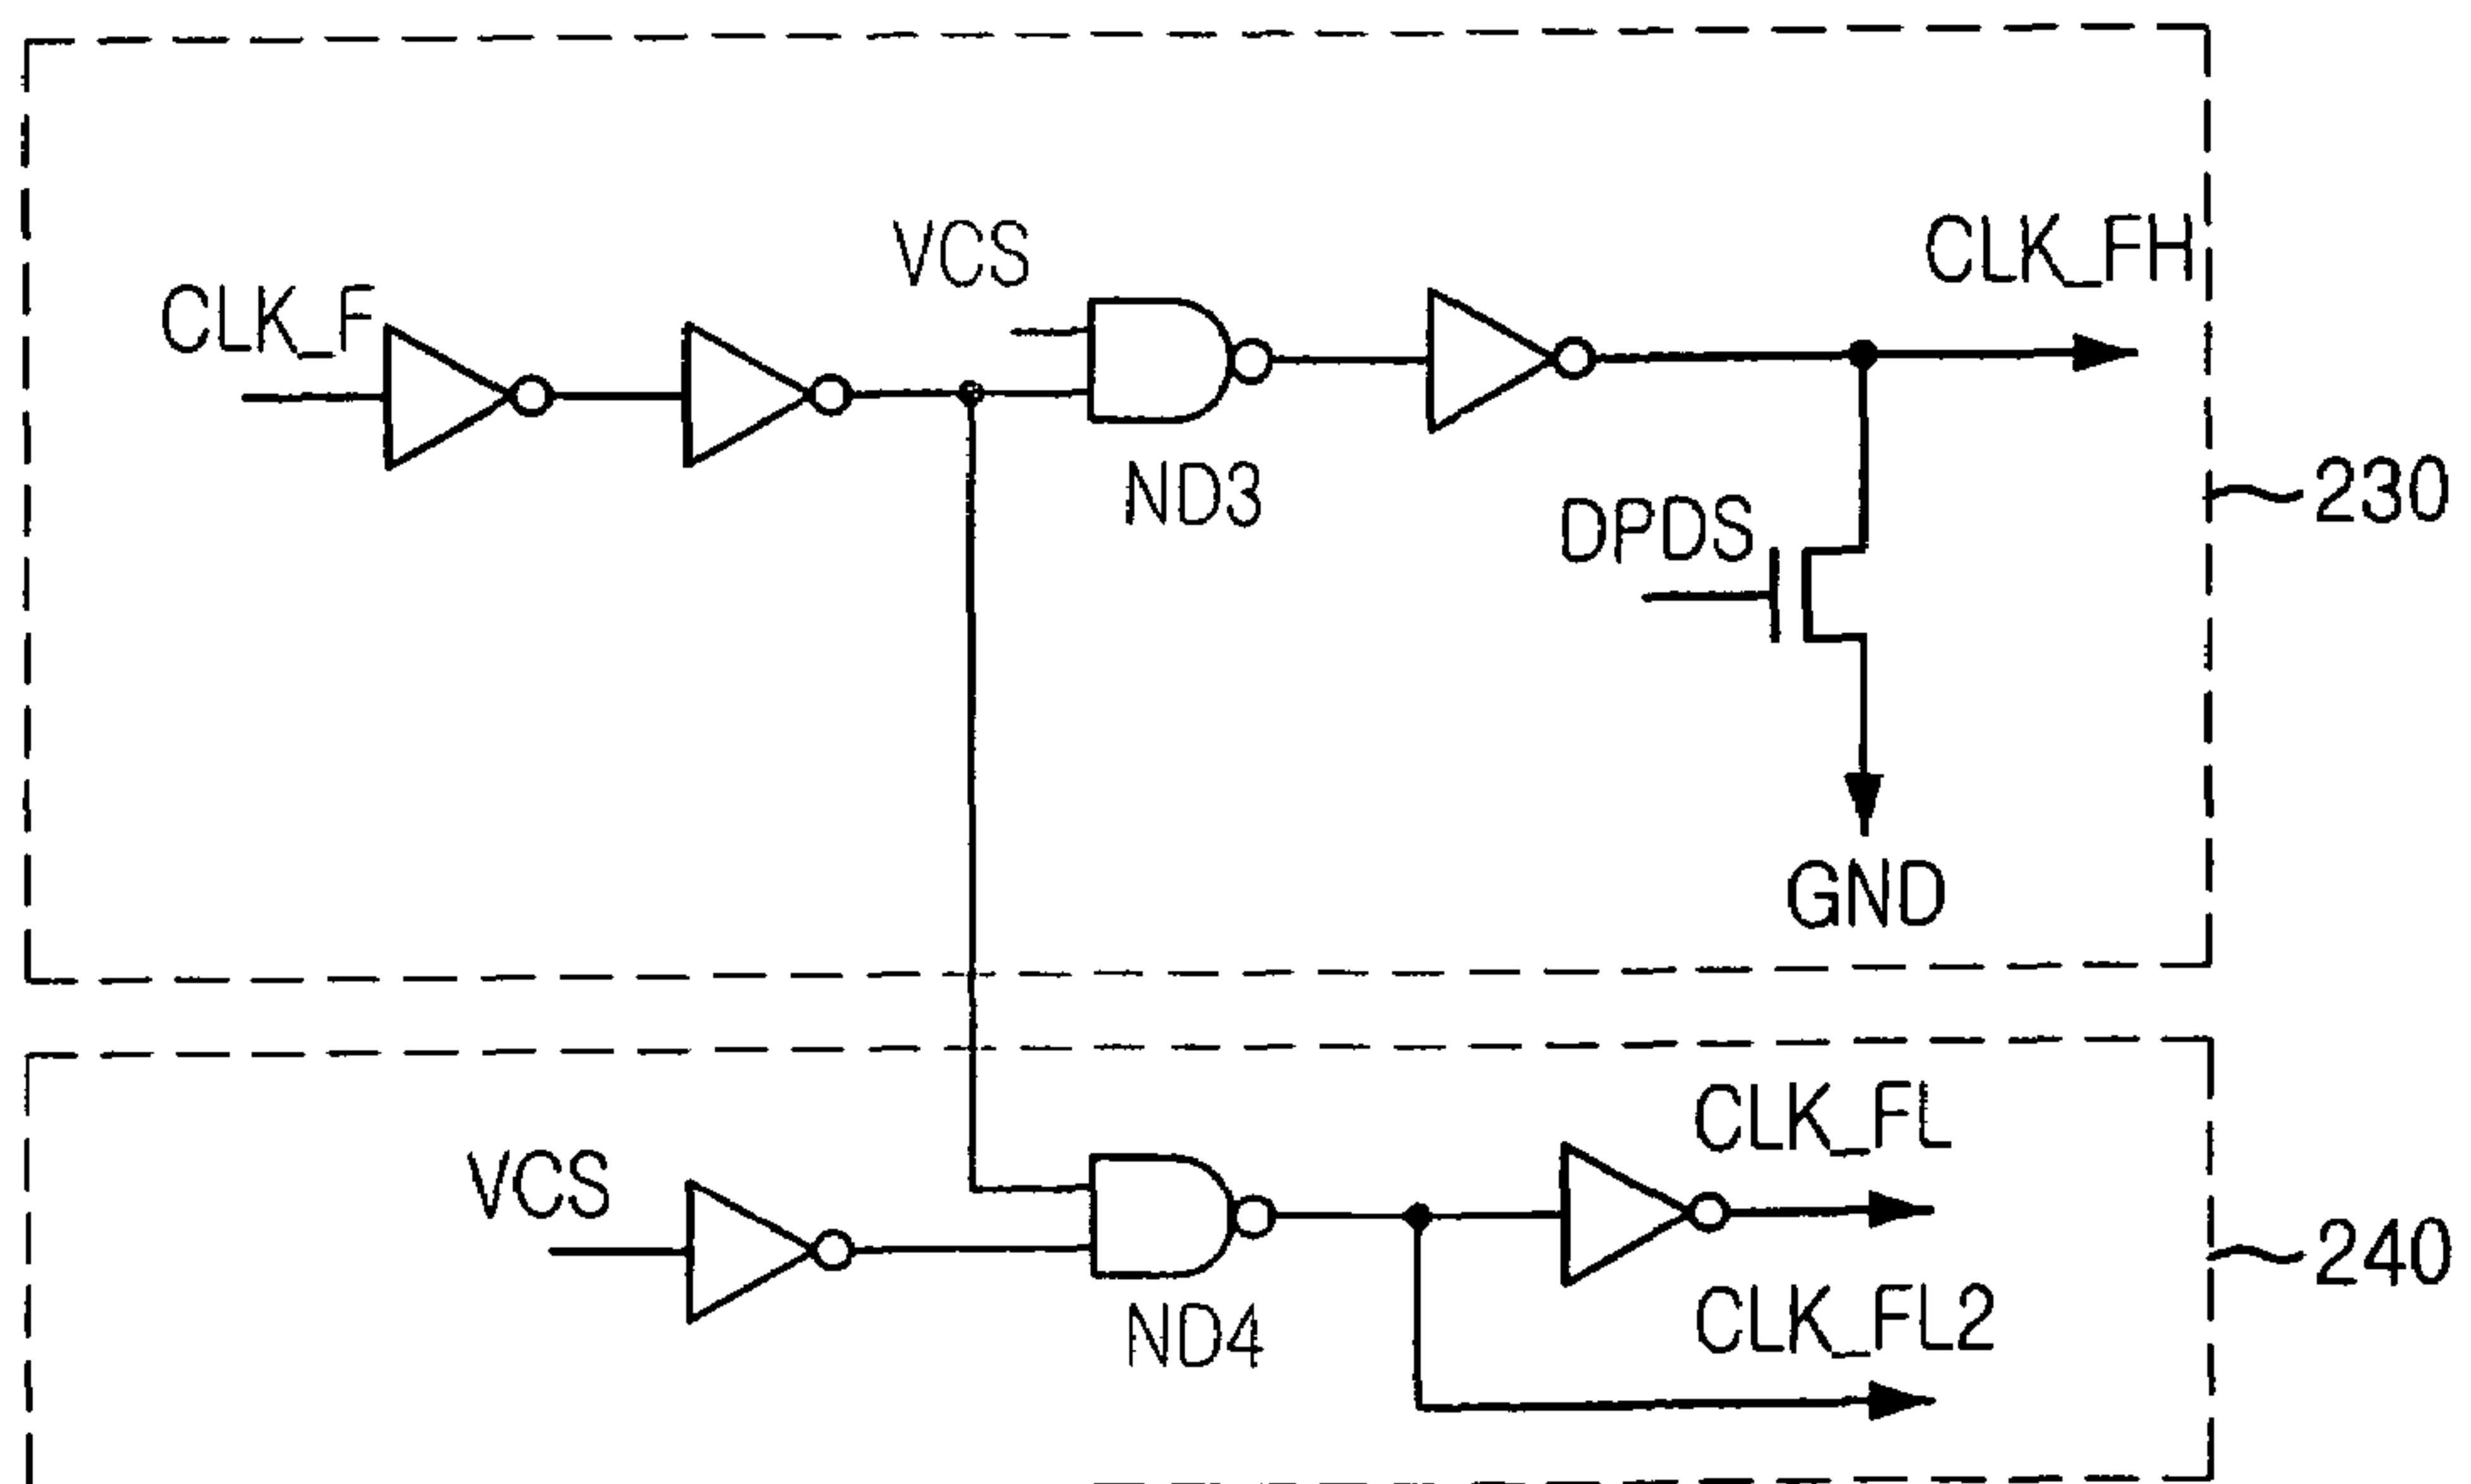 VCS
CLK_FH
CLK_F
ND3
DPDS
230
GND
CLK_FL
VCS
240
CLK_FL2
ND4